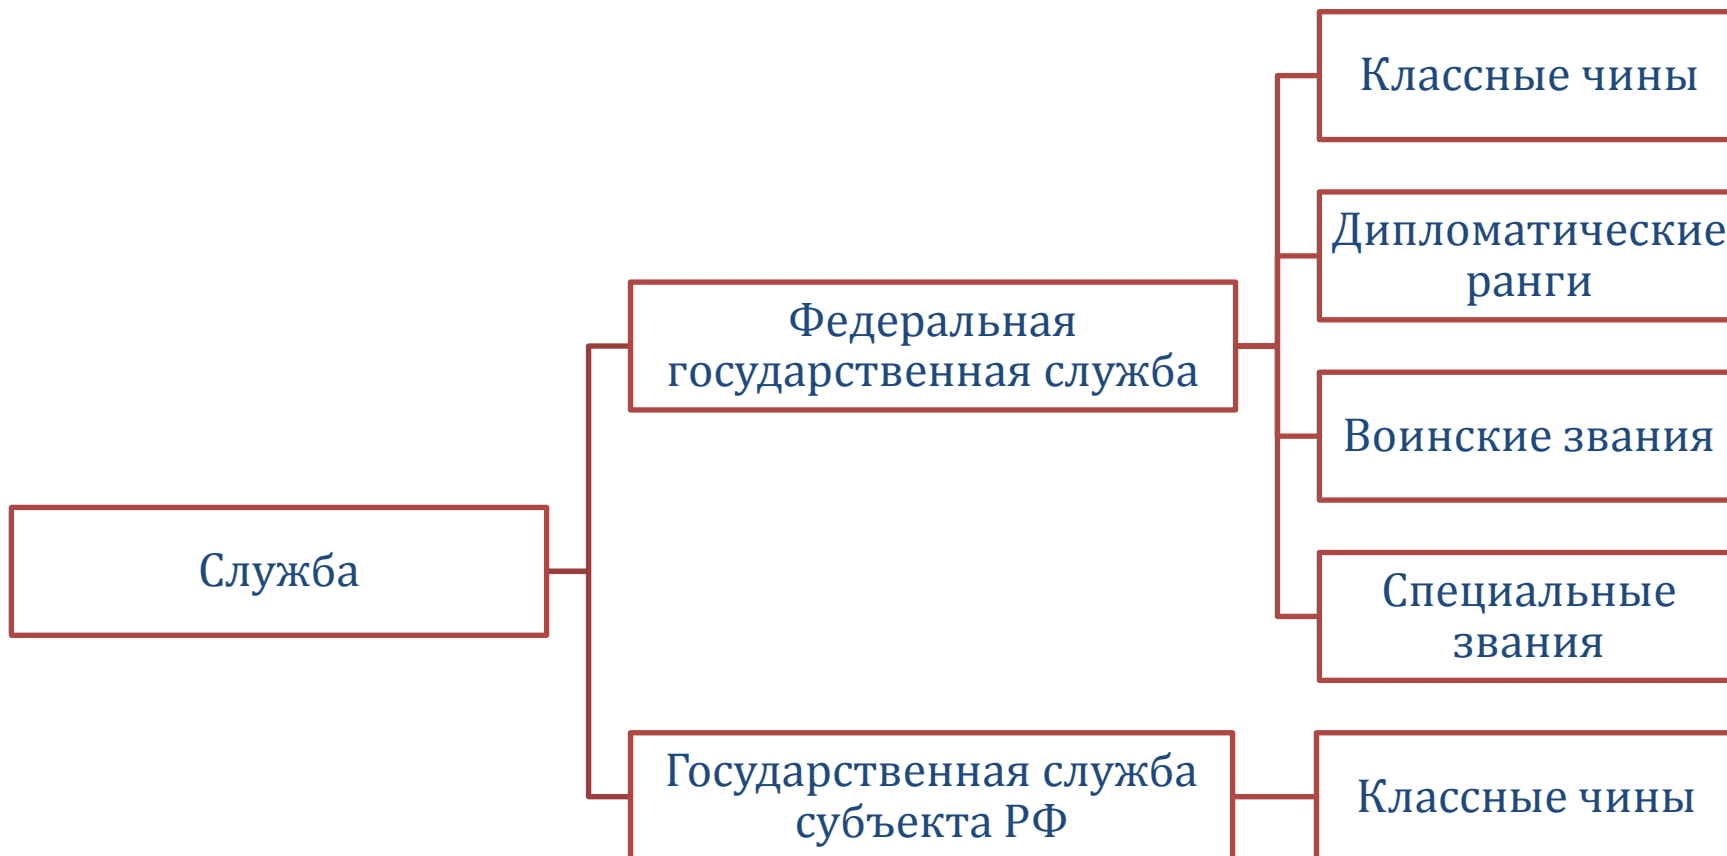 Классные чины
Дипломатические
ранги
Федеральная
государственная служба
Воинские звания
Служба
Специальные
звания
Государственная служба
субъекта РФ
Классные чины